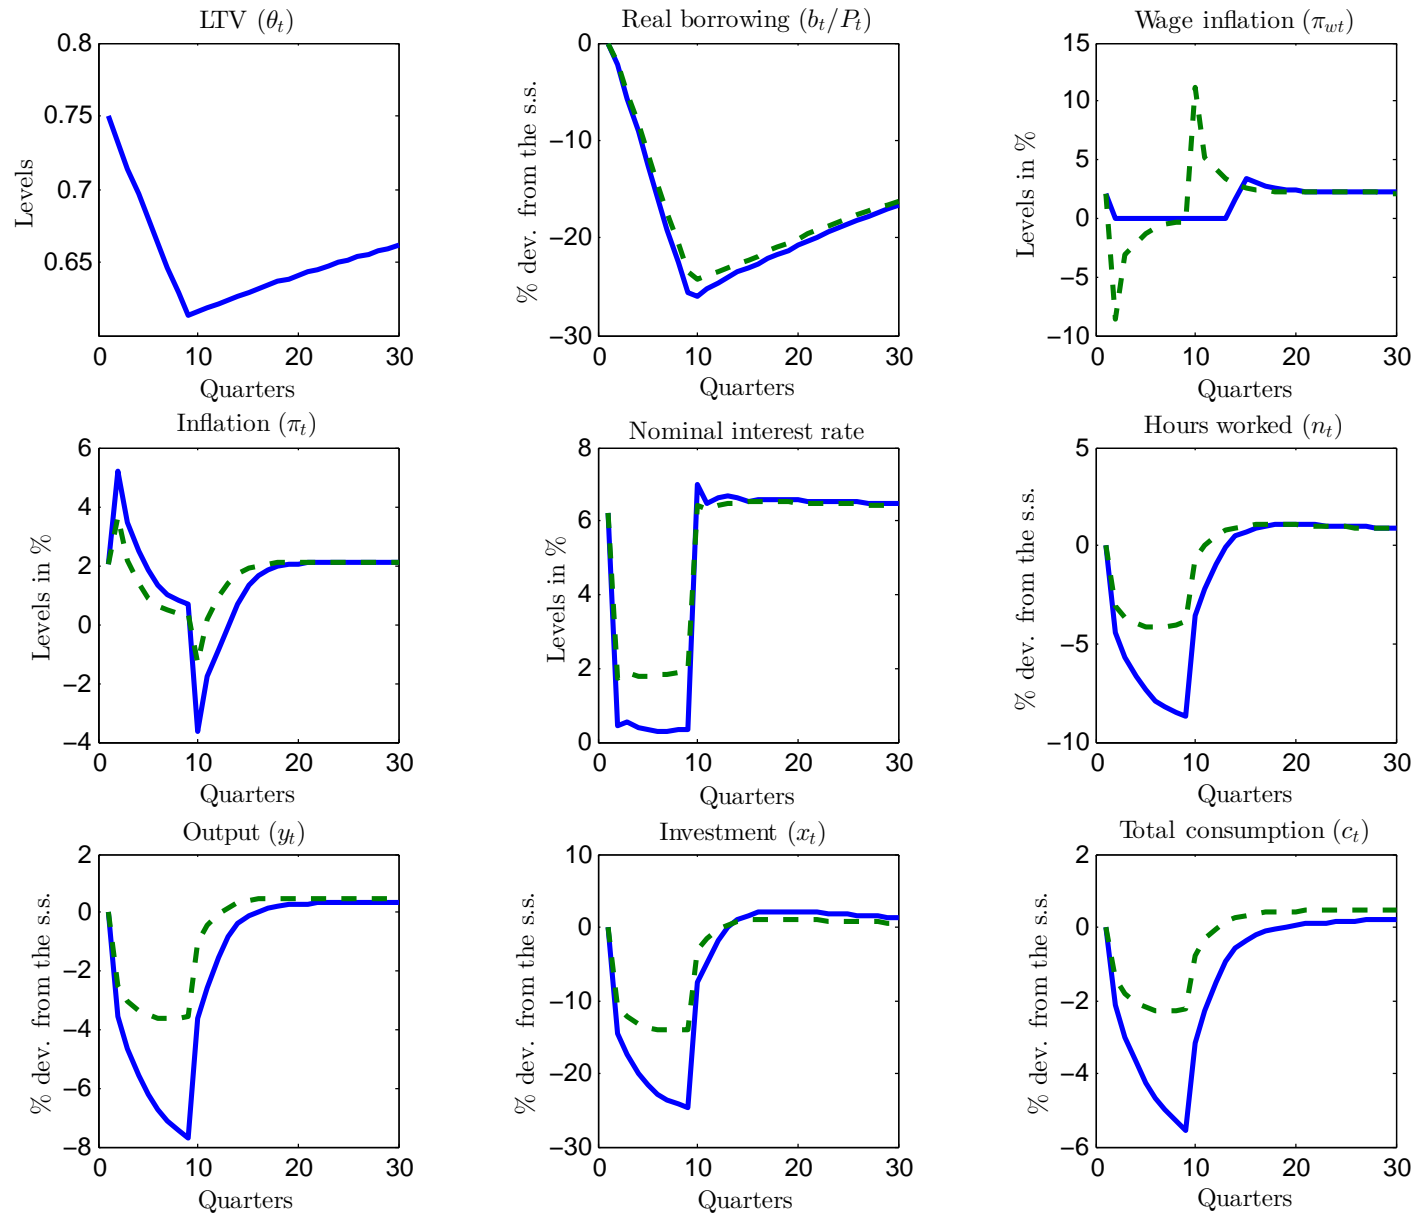 LTV (θt)
Real borrowing (bt/Pt)
Wage inflation (πwt)
Levels
0.8
0.75
0.7
0.65
0 10 20 30
Quarters
% dev. from the s.s.
0
−10
−20
−30
0 10 20 30
Quarters
Levels in %
15
10
5
0
−5
−10
0 10 20 30
Quarters
Inflation (πt)
Nominal interest rate
Hours worked (nt)
Levels in %
6
4
2
0
−2
−4
0 10 20 30
Quarters
Levels in %
8
6
4
2
0
0 10 20 30
Quarters
% dev. from the s.s.
5
0
−5
−10
0 10 20 30
Quarters
Output (yt)
Investment (xt)
Total consumption (ct)
% dev. from the s.s.
2
0
−2
−4
−6
−8
0 10 20 30
Quarters
% dev. from the s.s.
10
0
−10
−20
−30
0 10 20 30
Quarters
% dev. from the s.s.
2
0
−2
−4
−6
0 10 20 30
Quarters